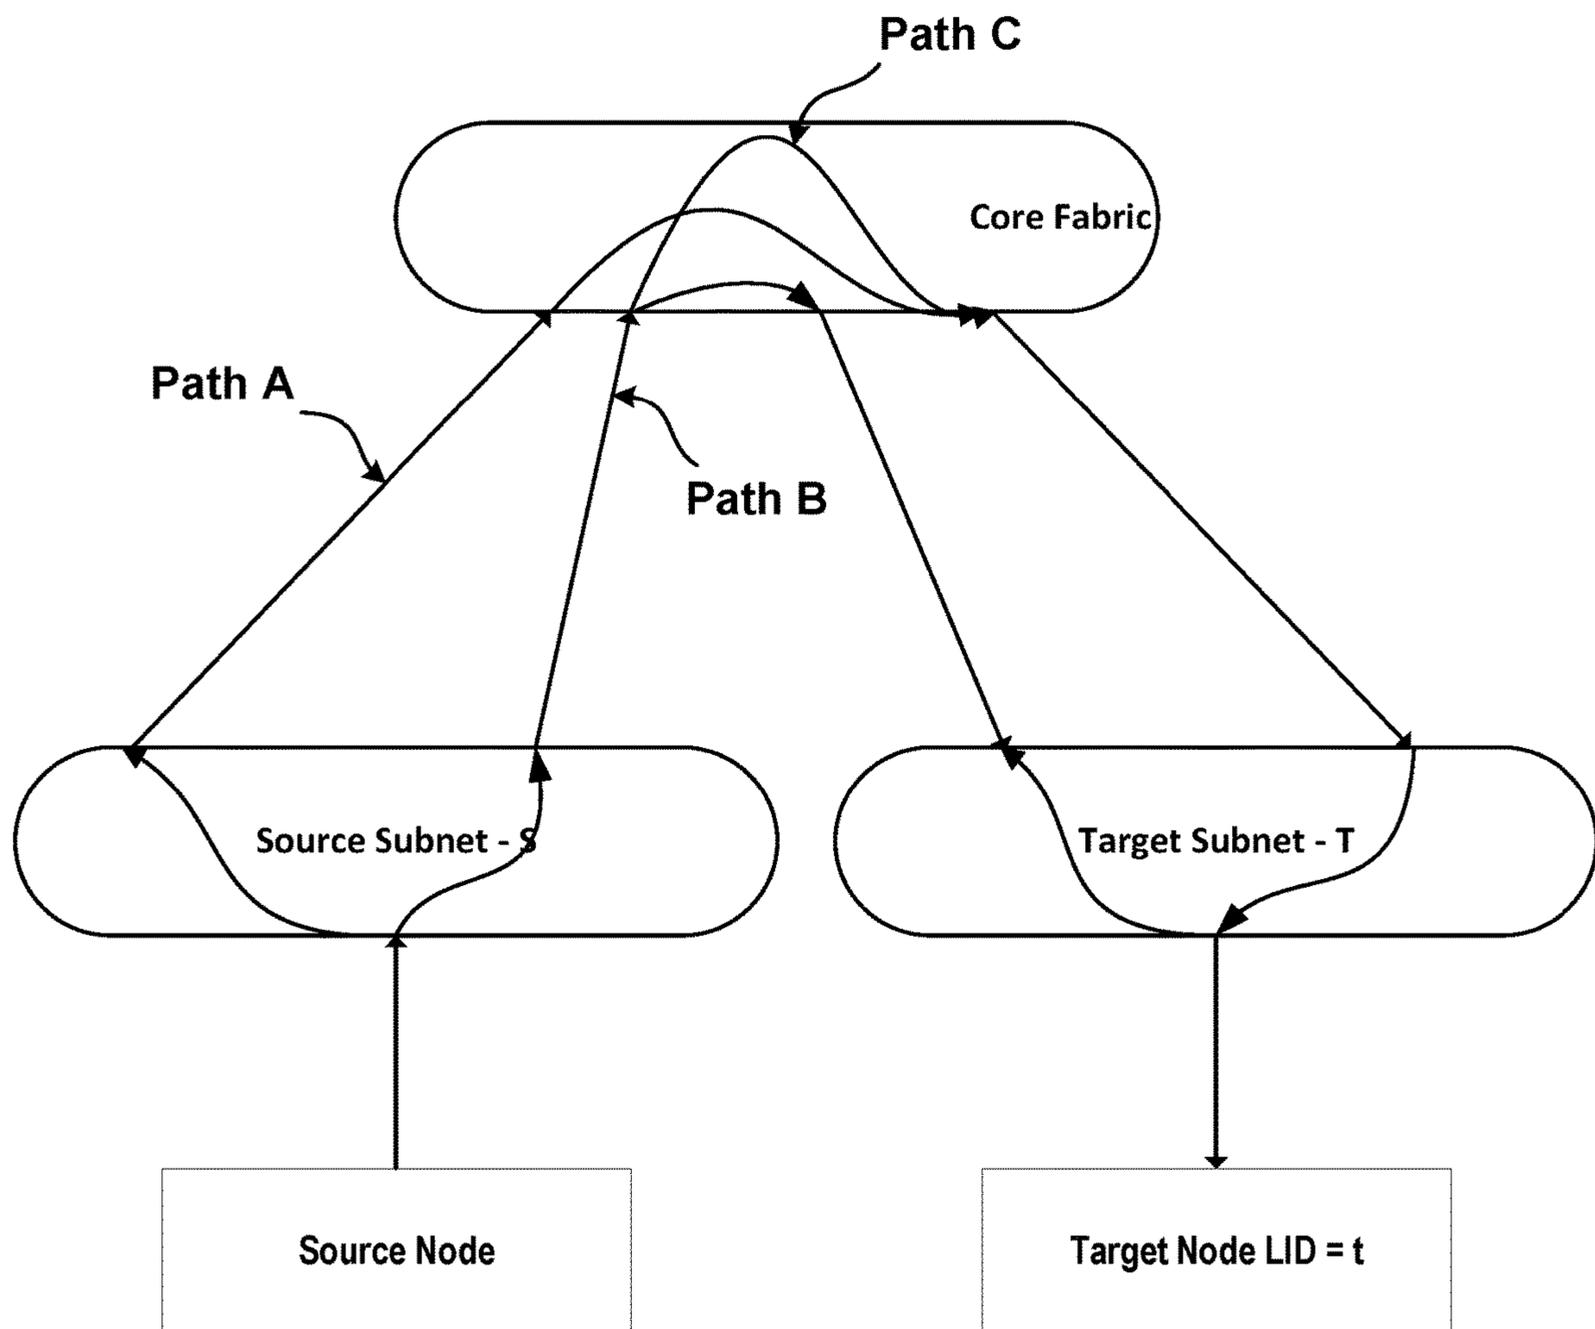 Path C
Core Fabric
Path A
Path B
Source Subnet - S
Target Subnet - T
Source Node
Target Node LID = t